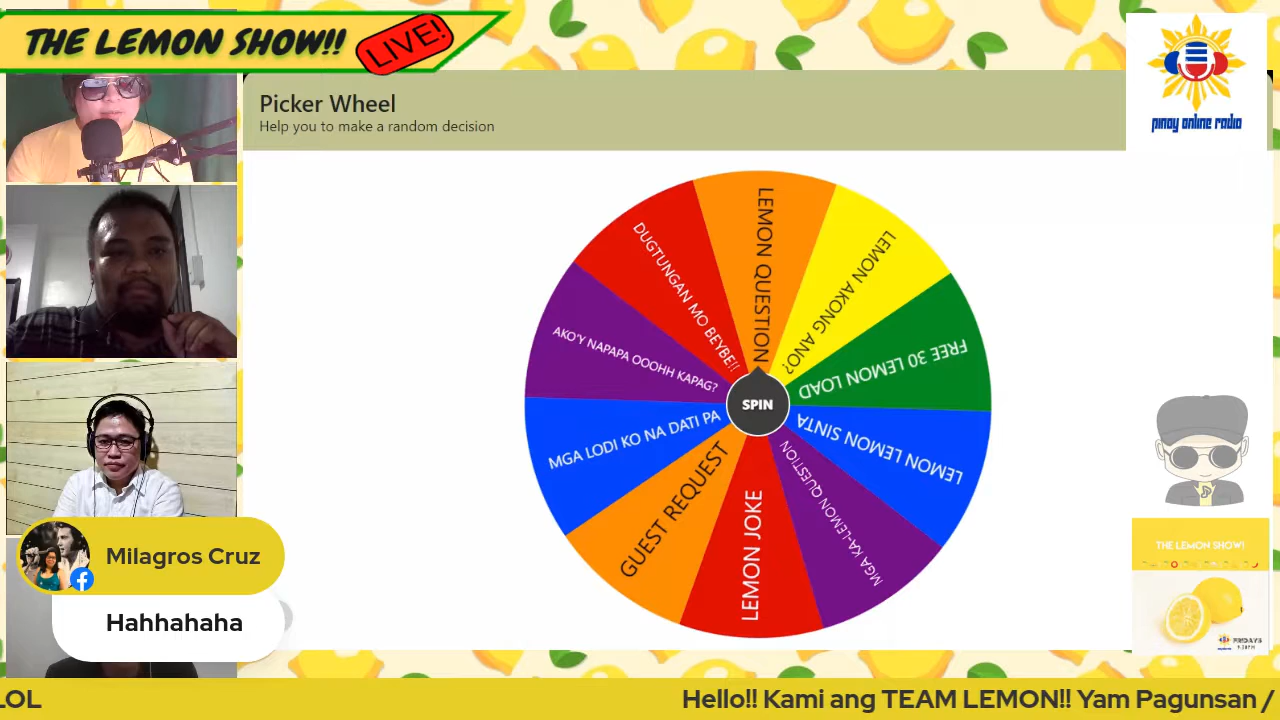 THE LEMON SHOW!! LIVE!
pinoy online radio
Picker Wheel
Help you to make a random decision
LEMON QUESTION
LEMON AKONG ANO?
FREE 30 LEMON LOAD
LEMON LEMON SINTA
MGA KA-LEMON QUESTION
LEMON JOKE
GUEST REQUEST
MGA LODI KO NA DATI PA
AKO'Y NAPAPA OOOHH KAPAG?
DUGTUNGAN MO BEYBE!!
SPIN
Milagros Cruz
Hahhahaha
THE LEMON SHOW!
FRIDAYS
LOL
Hello!! Kami ang TEAM LEMON!! Yam Pagunsan /